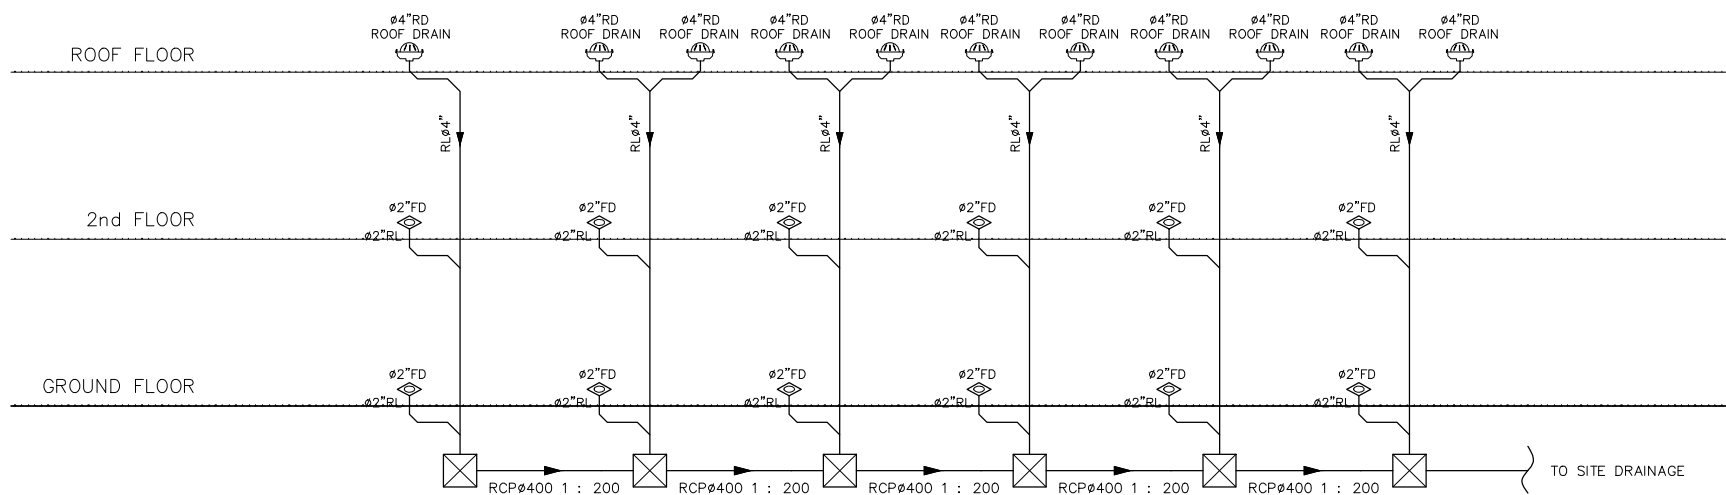 ø4"RD ø4"RD ø4"RD ø4"RD ø4"RD ø4"RD ø4"RD ø4"RD ø4"RD ø4"RD ø4"RD
ROOF DRAIN ROOF DRAIN ROOF DRAIN ROOF DRAIN ROOF DRAIN ROOF DRAIN ROOF DRAIN ROOF DRAIN ROOF DRAIN ROOF DRAIN ROOF DRAIN
ROOF FLOOR
RLø4" RLø4" RLø4" RLø4" RLø4" RLø4"
ø2"FD ø2"FD ø2"FD ø2"FD ø2"FD ø2"FD
2nd FLOOR
ø2"RL ø2"RL ø2"RL ø2"RL ø2"RL ø2"RL
ø2"FD ø2"FD ø2"FD ø2"FD ø2"FD ø2"FD
GROUND FLOOR
ø2"RL ø2"RL ø2"RL ø2"RL ø2"RL ø2"RL
TO SITE DRAINAGE
RCPø400 1 : 200 RCPø400 1 : 200 RCPø400 1 : 200 RCPø400 1 : 200 RCPø400 1 : 200